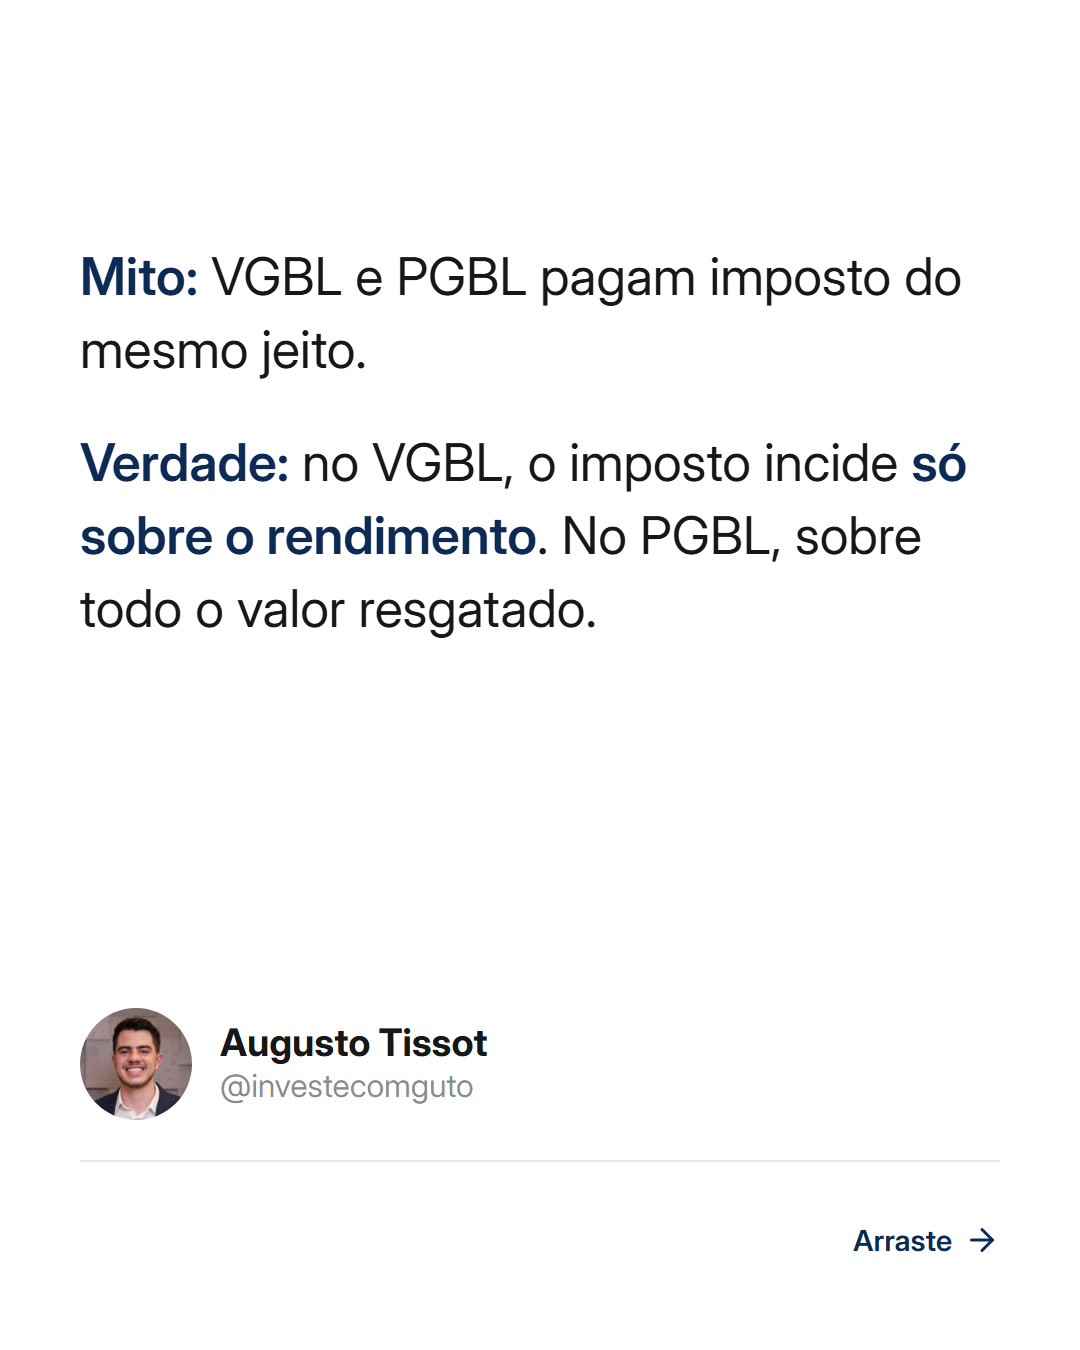 Mito: VGBL e PGBL pagam imposto do
mesmo jeito.
Verdade: no VGBL, o imposto incide só
sobre o rendimento. No PGBL, sobre
todo o valor resgatado.
Augusto Tissot
@investecomguto
Arraste →